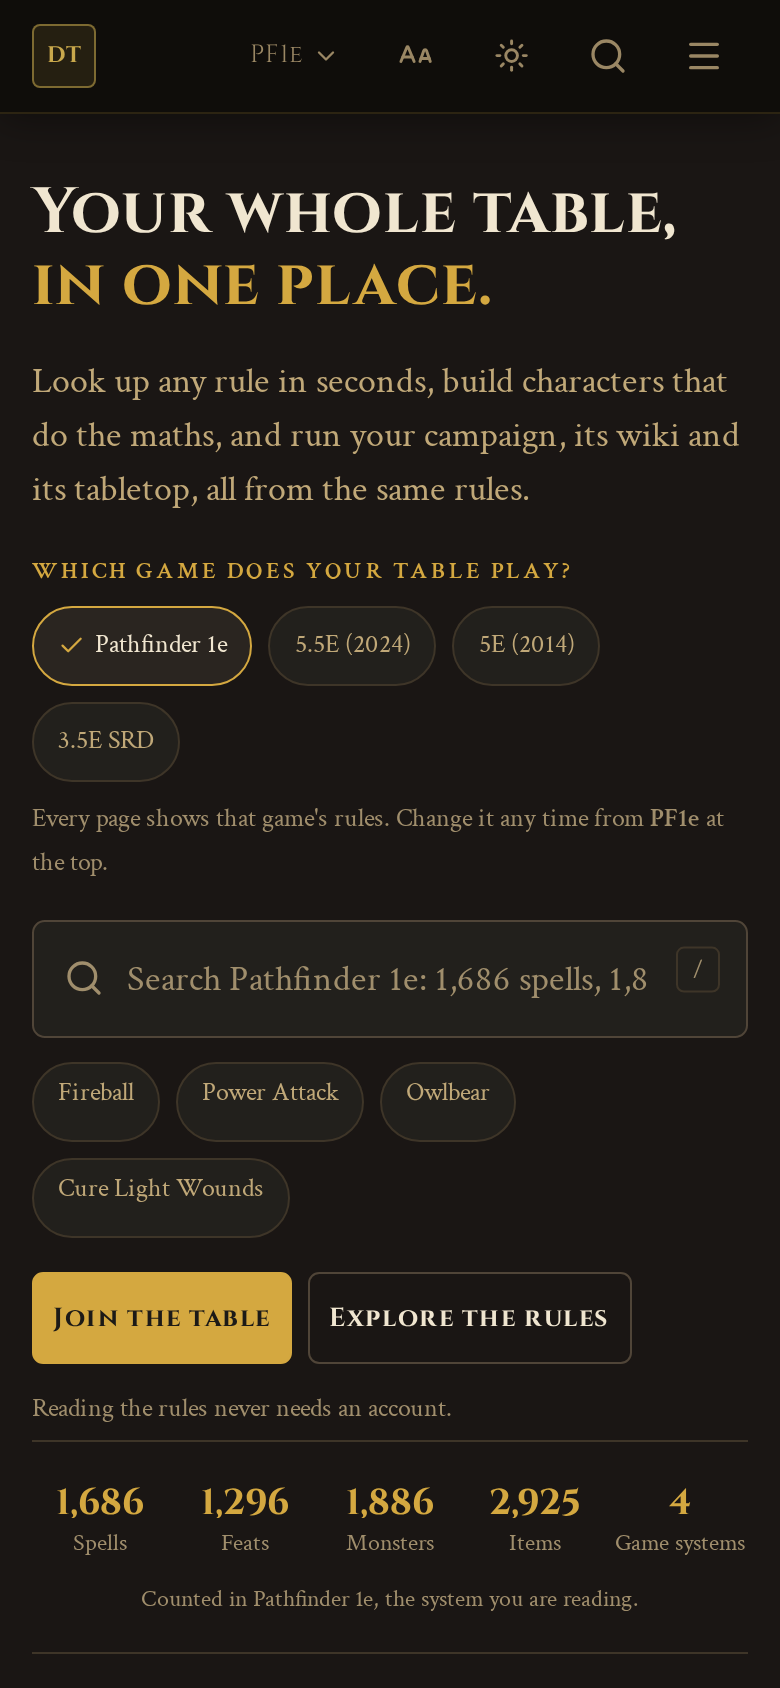 DT PF1E AA
YOUR WHOLE TABLE,
IN ONE PLACE.
Look up any rule in seconds, build characters that
do the maths, and run your campaign, its wiki and
its tabletop, all from the same rules.
WHICH GAME DOES YOUR TABLE PLAY?
Pathfinder 1e 5.5E (2024) 5E (2014)
3.5E SRD
Every page shows that game's rules. Change it any time from PF1e at
the top.
Search Pathfinder 1e: 1,686 spells, 1,8 /
Fireball Power Attack Owlbear
Cure Light Wounds
JOIN THE TABLE EXPLORE THE RULES
Reading the rules never needs an account.
1,686 1,296 1,886 2,925 4
Spells Feats Monsters Items Game systems
Counted in Pathfinder 1e, the system you are reading.